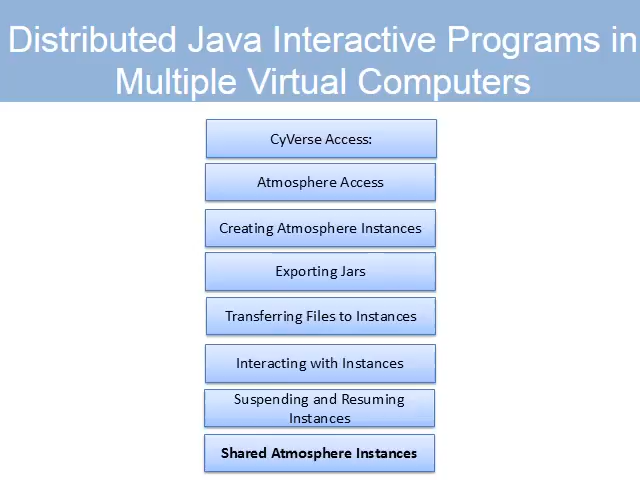 Distributed Java Interactive Programs in
Multiple Virtual Computers
CyVerse Access:
Atmosphere Access
Creating Atmosphere Instances
Exporting Jars
Transferring Files to Instances
Interacting with Instances
Suspending and Resuming
Instances
Shared Atmosphere Instances